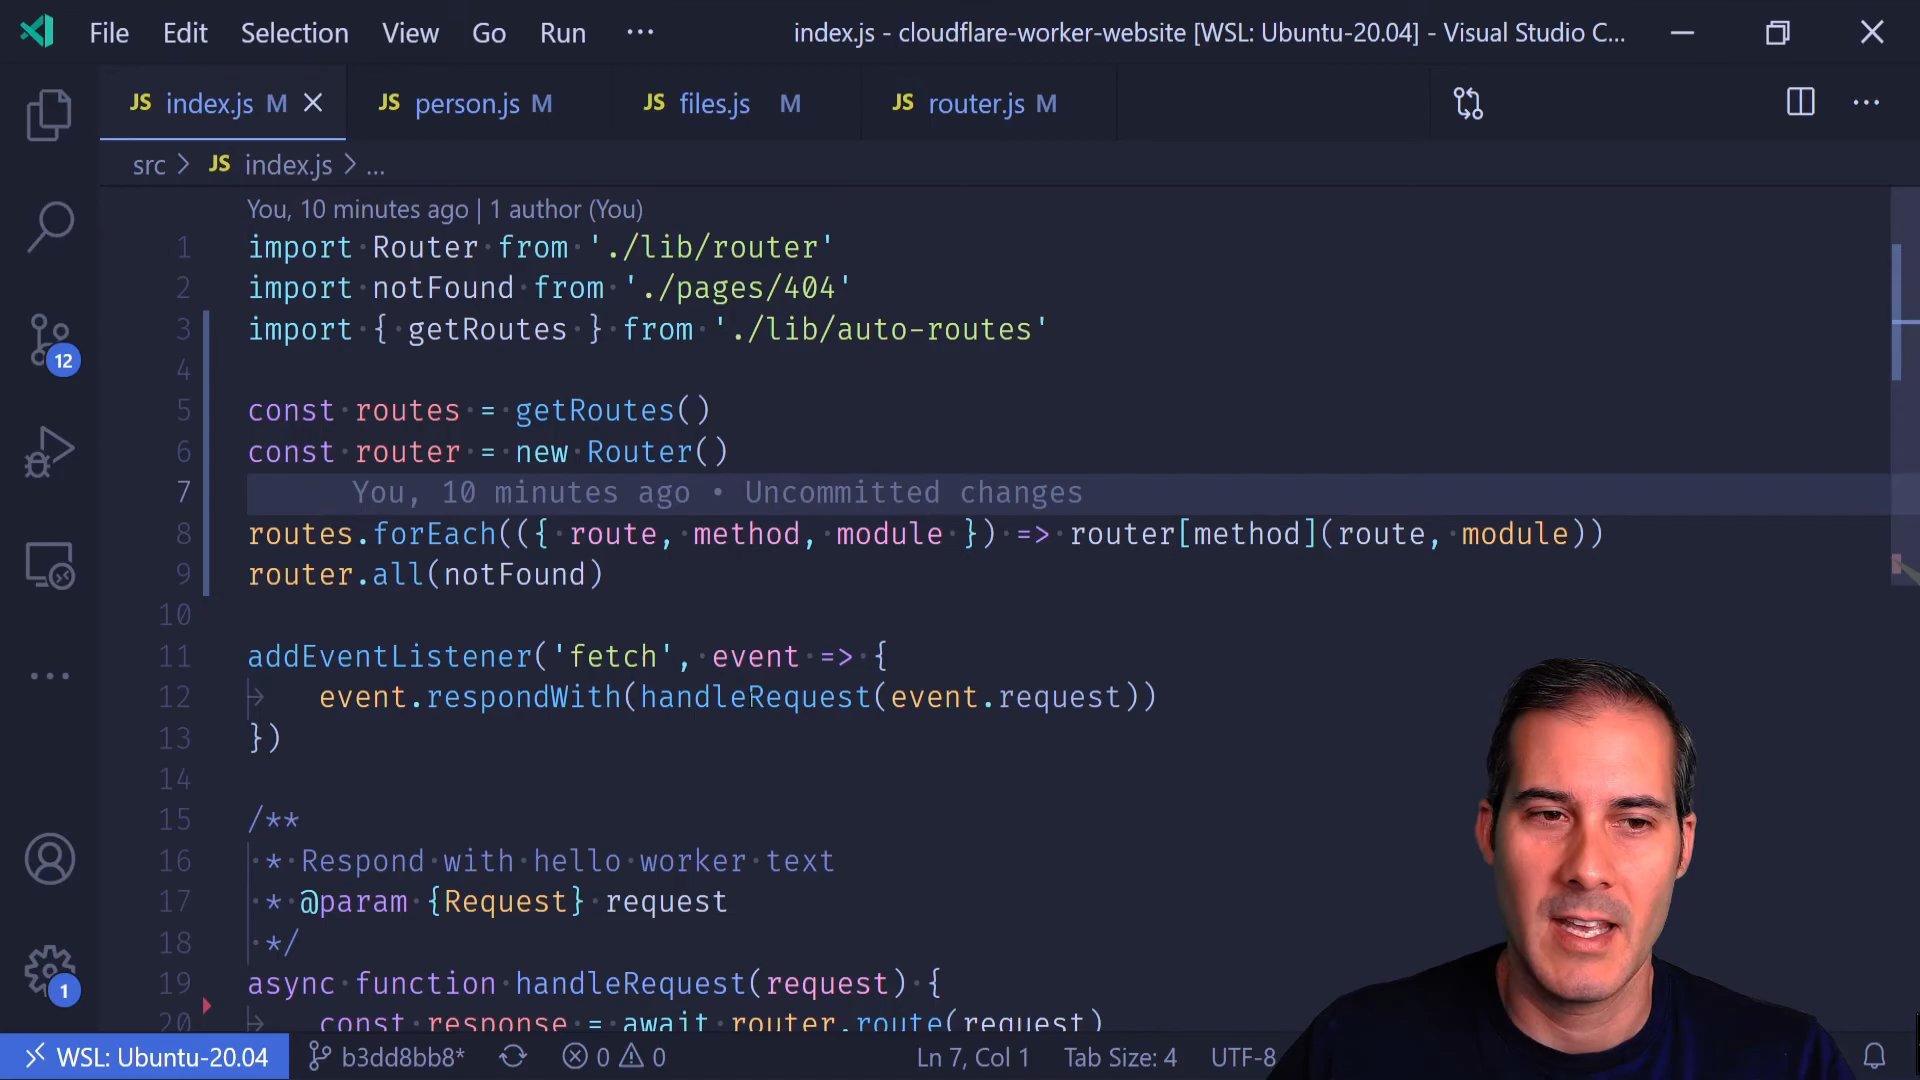 File Edit Selection View Go Run ··· index.js - cloudflare-worker-website [WSL: Ubuntu-20.04] - Visual Studio C...
JS index.js M JS person.js M JS files.js M JS router.js M
src > JS index.js > ...
You, 10 minutes ago | 1 author (You)
1 import Router from './lib/router'
2 import notFound from './pages/404'
3 import { getRoutes } from './lib/auto-routes'
4
5 const routes = getRoutes()
6 const router = new Router()
7 You, 10 minutes ago • Uncommitted changes
8 routes.forEach(({ route, method, module }) => router[method](route, module))
9 router.all(notFound)
10
11 addEventListener('fetch', event => {
12 event.respondWith(handleRequest(event.request))
13 })
14
15 /**
16 * Respond with hello worker text
17 * @param {Request} request
18 */
19 async function handleRequest(request) {
20 const response = await router.route(request)
12
1
WSL: Ubuntu-20.04 b3dd8bb8* 0 0 Ln 7, Col 1 Tab Size: 4 UTF-8